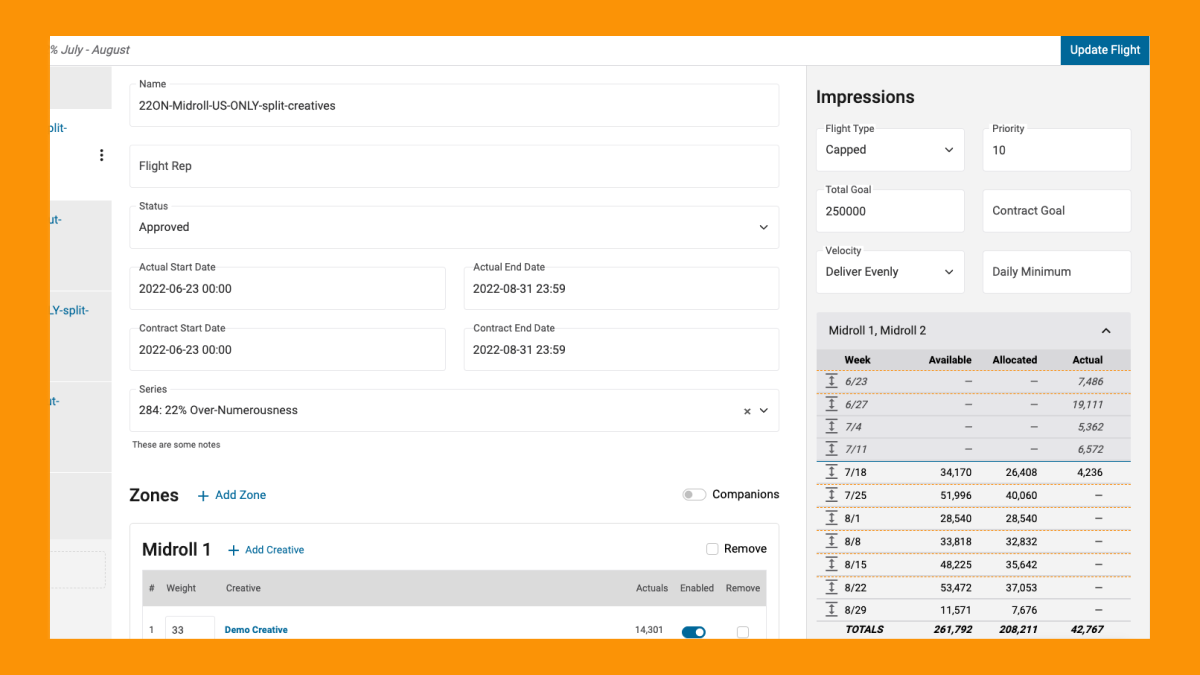 % July - August
Update Flight
plit-
ut-
LY-split-
ut-
Name
22ON-Midroll-US-ONLY-split-creatives
Flight Rep
Status
Approved
Actual Start Date
2022-06-23 00:00
Actual End Date
2022-08-31 23:59
Contract Start Date
2022-06-23 00:00
Contract End Date
2022-08-31 23:59
Series
284: 22% Over-Numerousness
×
These are some notes
Zones + Add Zone Companions
Midroll 1 + Add Creative Remove
# Weight Creative Actuals Enabled Remove
1 33 Demo Creative 14,301
Impressions
Flight Type
Capped
Priority
10
Total Goal
250000
Contract Goal
Velocity
Deliver Evenly
Daily Minimum
Midroll 1, Midroll 2
Week Available Allocated Actual
6/23 – – 7,486
6/27 – – 19,111
7/4 – – 5,362
7/11 – – 6,572
7/18 34,170 26,408 4,236
7/25 51,996 40,060 –
8/1 28,540 28,540 –
8/8 33,818 32,832 –
8/15 48,225 35,642 –
8/22 53,472 37,053 –
8/29 11,571 7,676 –
TOTALS 261,792 208,211 42,767